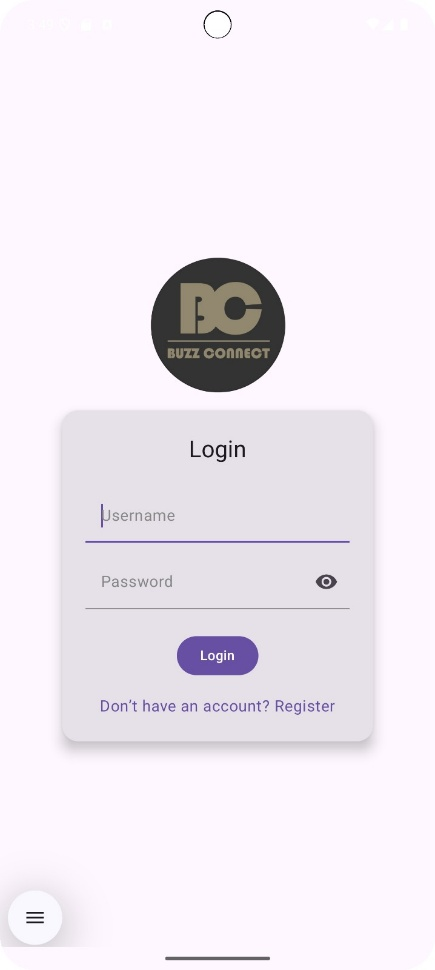 BC
BUZZ CONNECT
Login
Username
Password
Login
Don't have an account? Register